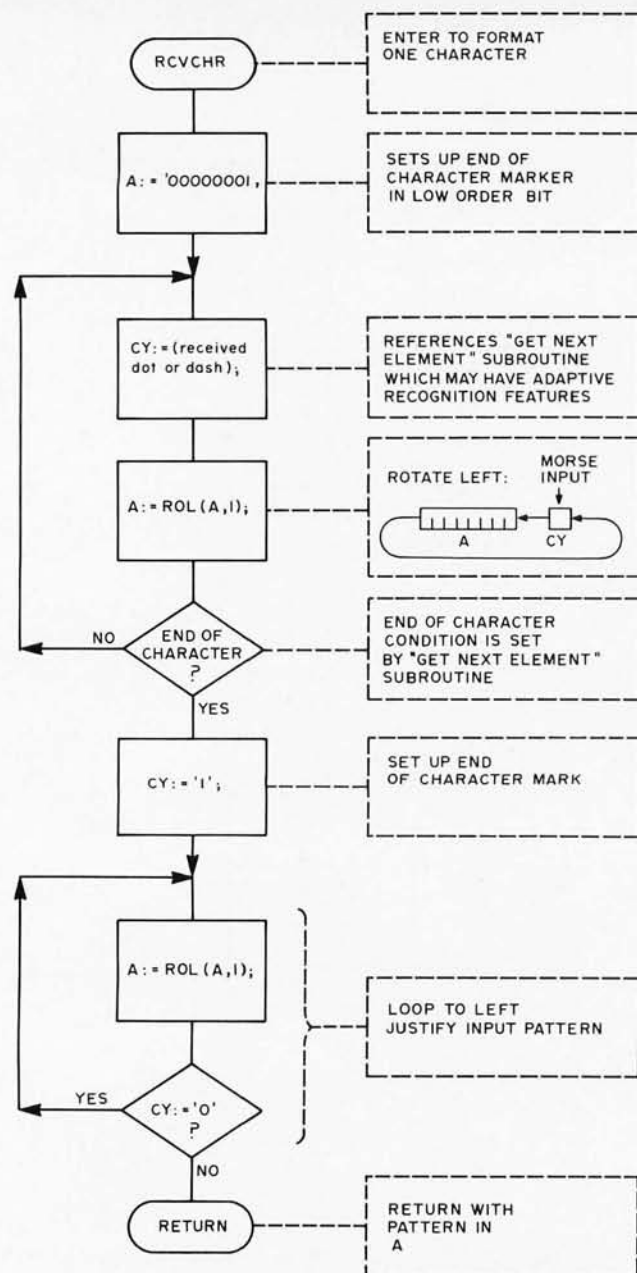 RCVCHR
ENTER TO FORMAT
ONE CHARACTER
A:='00000001,
SETS UP END OF
CHARACTER MARKER
IN LOW ORDER BIT
CY:=(received
dot or dash);
REFERENCES "GET NEXT
ELEMENT" SUBROUTINE
WHICH MAY HAVE ADAPTIVE
RECOGNITION FEATURES
A:=ROL(A,1);
ROTATE LEFT:
MORSE
INPUT
A
CY
NO
END OF
CHARACTER
?
YES
END OF CHARACTER
CONDITION IS SET
BY "GET NEXT ELEMENT"
SUBROUTINE
CY:='1';
SET UP END
OF CHARACTER MARK
A:=ROL(A,1);
LOOP TO LEFT
JUSTIFY INPUT PATTERN
YES
CY:='0'
?
NO
RETURN
RETURN WITH
PATTERN IN
A